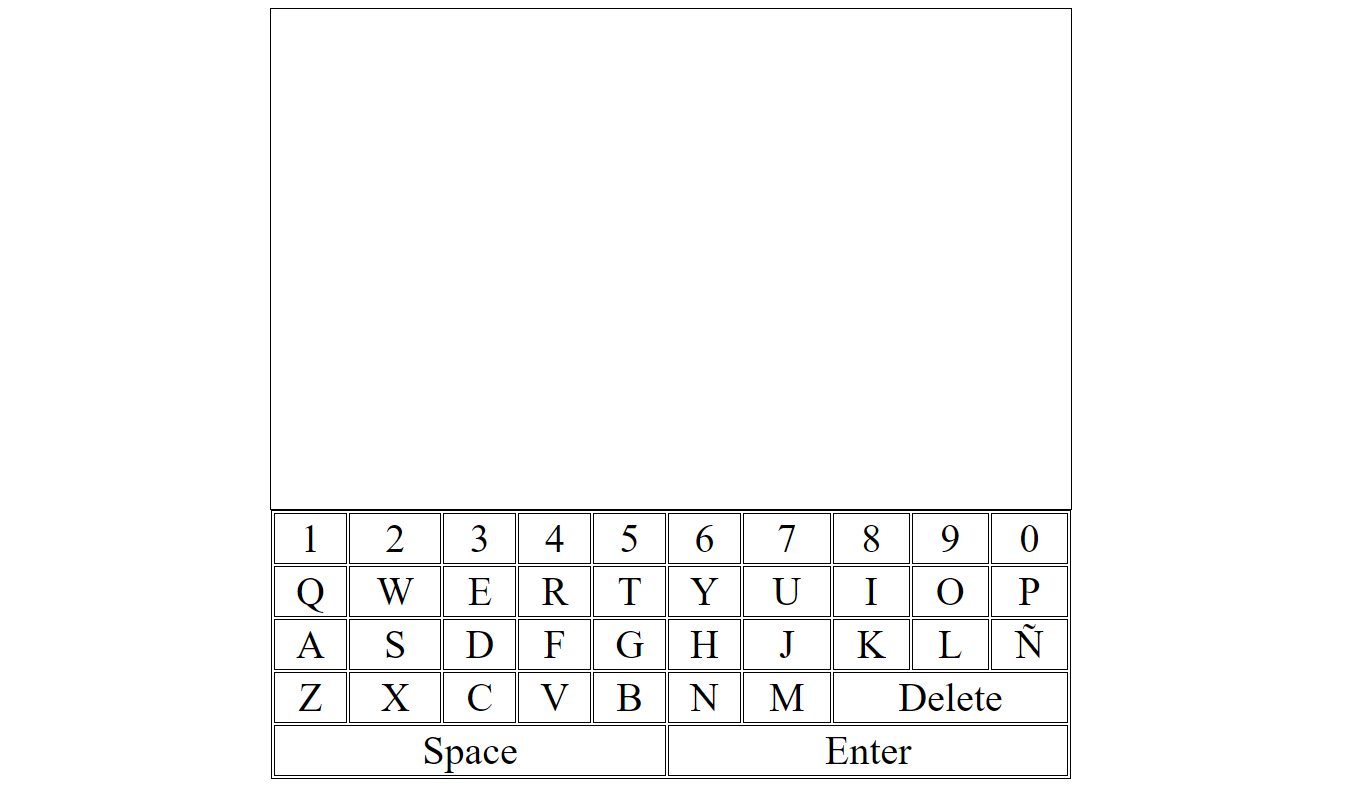 1 2 3 4 5 6 7 8 9 0
Q W E R T Y U I O P
A S D F G H J K L Ñ
Z X C V B N M Delete
Space Enter